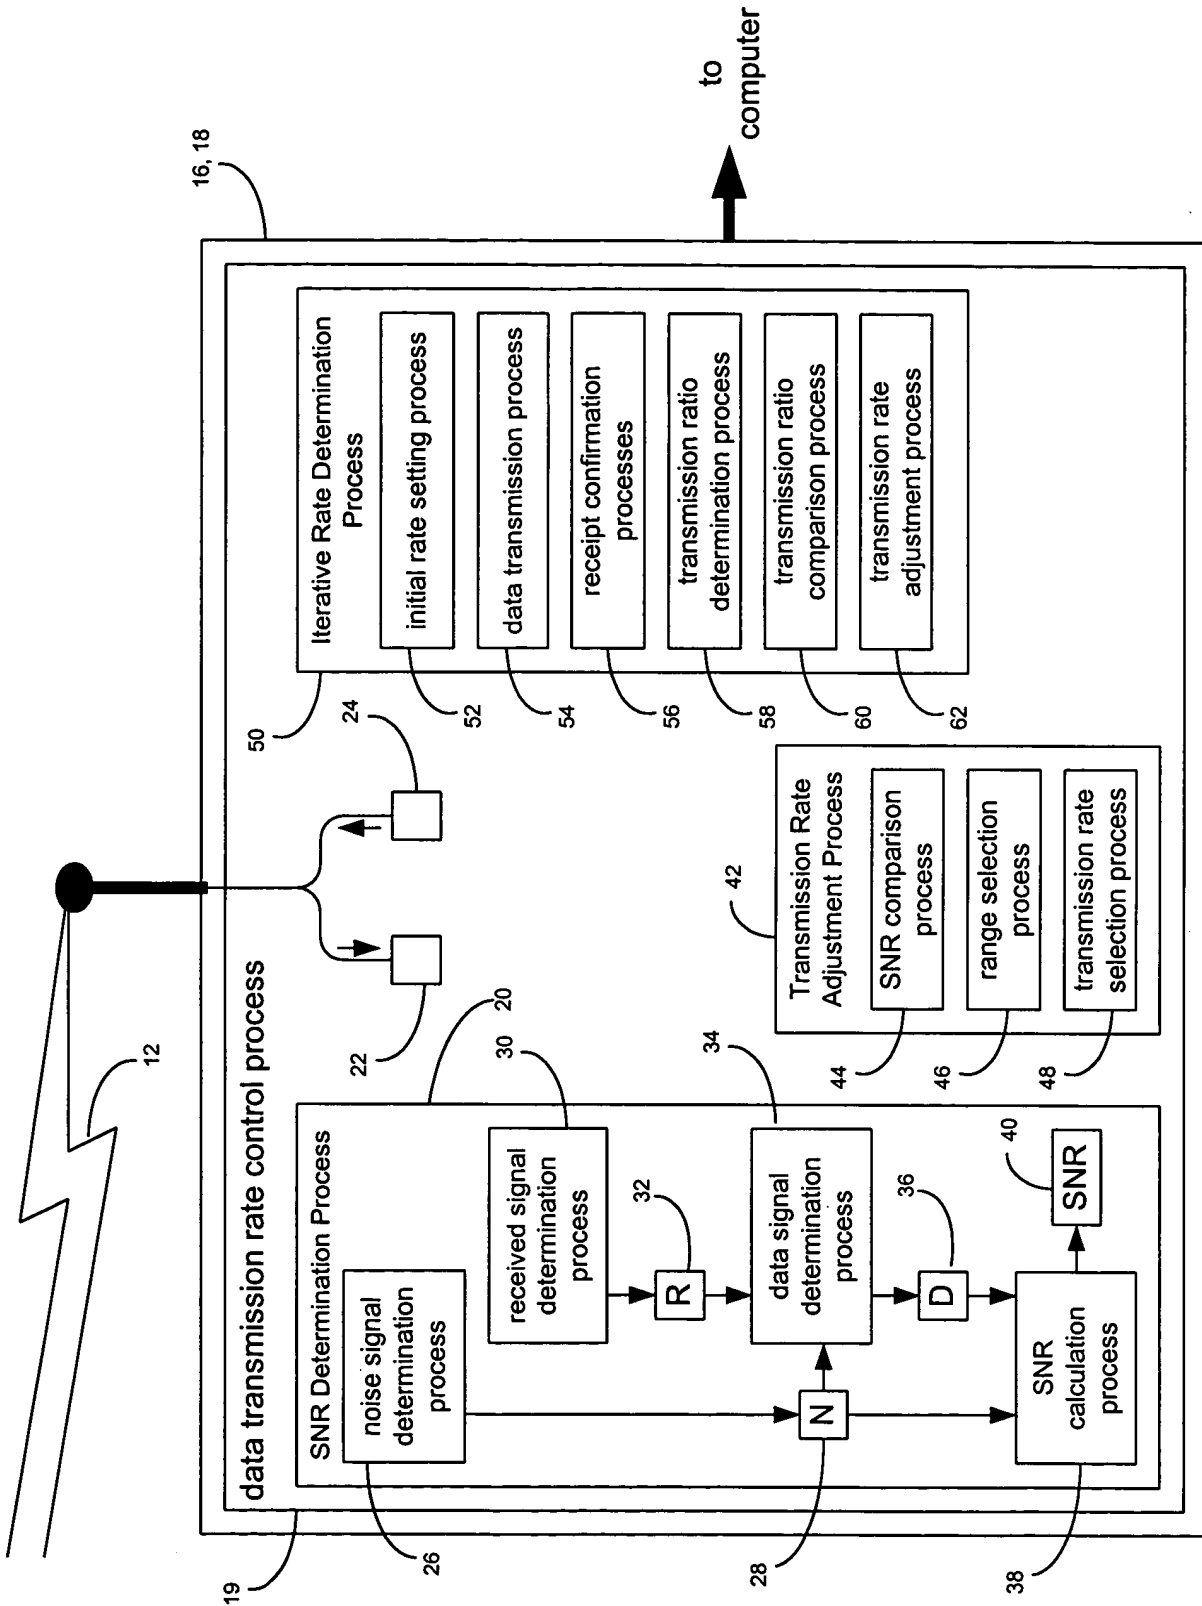 12
16, 18
to
computer
19
data transmission rate control process
20
SNR Determination Process
26
noise signal
determination
process
30
received signal
determination
process
32
R
34
data signal
determination
process
28
N
36
D
38
SNR
calculation
process
40
SNR
22
24
42
Transmission Rate
Adjustment Process
44
SNR comparison
process
46
range selection
process
48
transmission rate
selection process
50
Iterative Rate Determination
Process
52
initial rate setting process
54
data transmission process
56
receipt confirmation
processes
58
transmission ratio
determination process
60
transmission ratio
comparison process
62
transmission rate
adjustment process